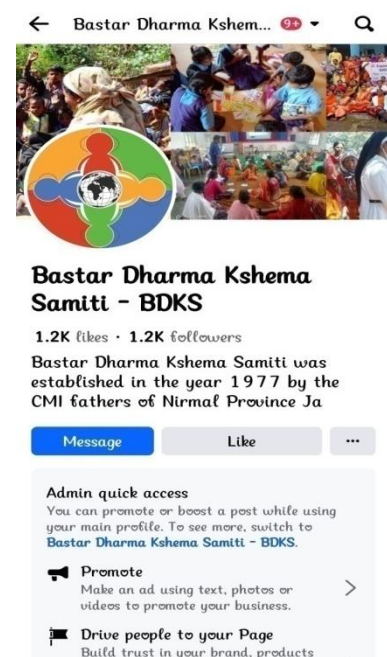 Bastar Dharma Kshem... 9+
Bastar Dharma Kshema
Samiti - BDKS
1.2K likes · 1.2K followers
Bastar Dharma Kshema Samiti was
established in the year 1977 by the
CMI fathers of Nirmal Province Ja
Message Like ...
Admin quick access
You can promote or boost a post while using
your main profile. To see more, switch to
Bastar Dharma Kshema Samiti - BDKS.
Promote
Make an ad using text, photos or
videos to promote your business.
Drive people to your Page
Build trust in your brand, products